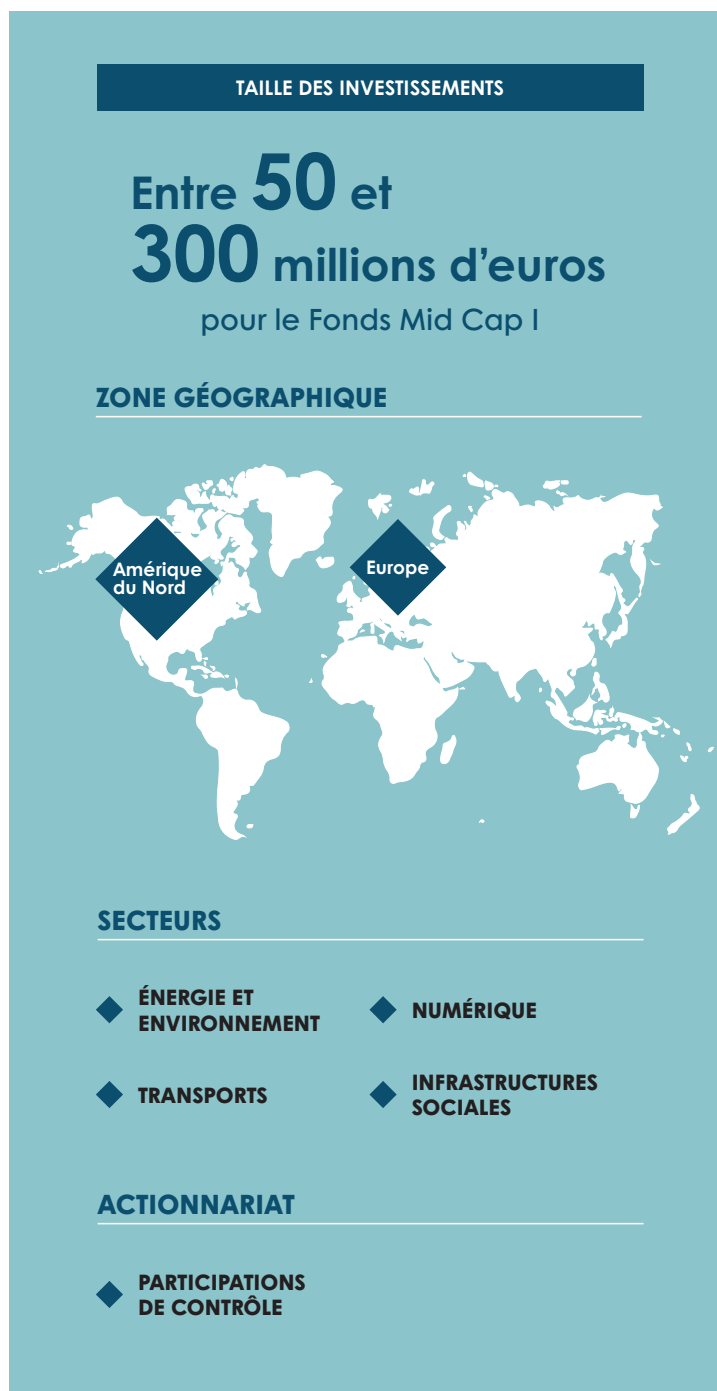 TAILLE DES INVESTISSEMENTS
Entre 50 et
300 millions d’euros
pour le Fonds Mid Cap I
ZONE GÉOGRAPHIQUE
Amérique
du Nord
Europe
SECTEURS
ÉNERGIE ET
ENVIRONNEMENT
NUMÉRIQUE
TRANSPORTS
INFRASTRUCTURES
SOCIALES
ACTIONNARIAT
PARTICIPATIONS
DE CONTRÔLE